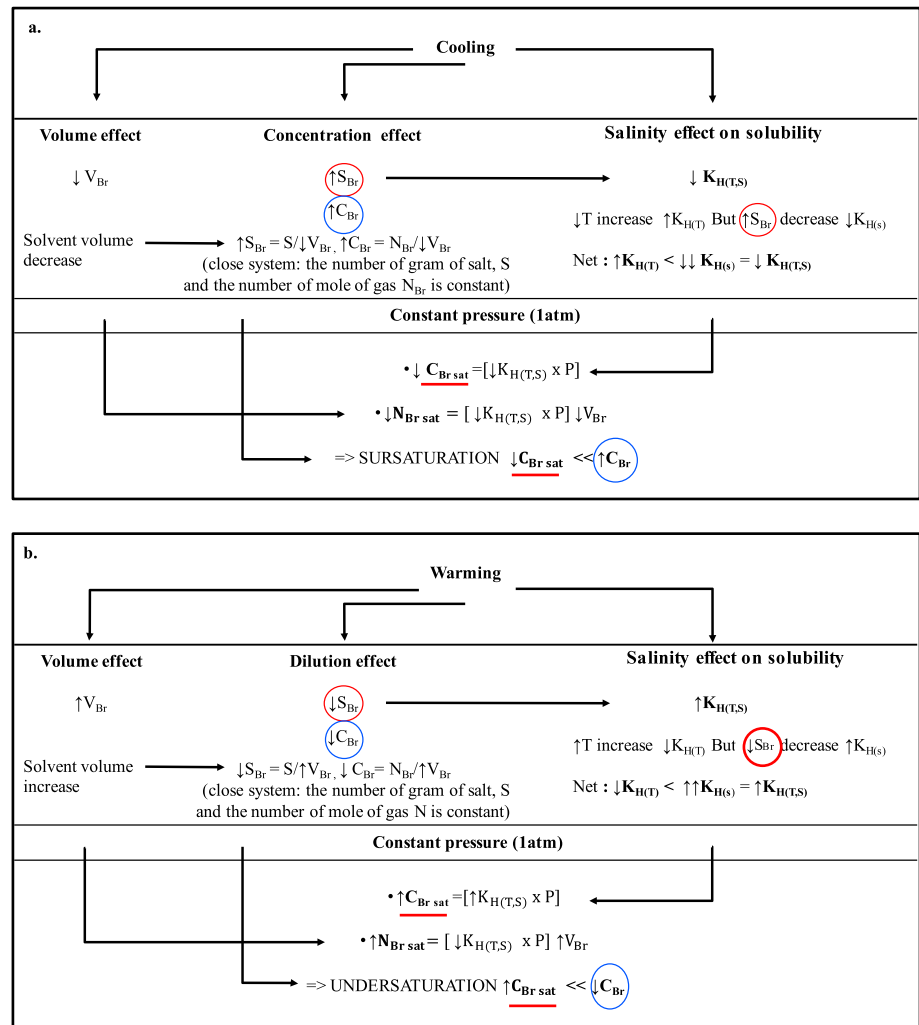 a.
Cooling
Volume effect
Concentration effect
Salinity effect on solubility
↓ V_Br
↑S_Br
↓ K_H(T,S)
↑C_Br
↓T increase ↑K_H(T) But ↑S_Br decrease ↓K_H(s)
Solvent volume
decrease
↑S_Br = S/↓V_Br , ↑C_Br = N_Br/↓V_Br
(close system: the number of gram of salt, S
and the number of mole of gas N_Br is constant)
Net : ↑K_H(T) < ↓↓ K_H(s) = ↓ K_H(T,S)
Constant pressure (1atm)
• ↓ C_Br sat =[↓K_H(T,S) x P]
• ↓N_Br sat = [ ↓K_H(T,S) x P] ↓V_Br
=> SURSATURATION ↓C_Br sat << ↑C_Br
b.
Warming
Volume effect
Dilution effect
Salinity effect on solubility
↑V_Br
↓S_Br
↑K_H(T,S)
↓C_Br
↑T increase ↓K_H(T) But ↓S_Br decrease ↑K_H(s)
Solvent volume
increase
↓S_Br = S/↑V_Br , ↓ C_Br= N_Br/↑V_Br
(close system: the number of gram of salt, S
and the number of mole of gas N is constant)
Net : ↓K_H(T) < ↑↑K_H(s) = ↑K_H(T,S)
Constant pressure (1atm)
• ↑C_Br sat =[↑K_H(T,S) x P]
• ↑N_Br sat = [ ↓K_H(T,S) x P] ↑V_Br
=> UNDERSATURATION ↑C_Br sat << ↓C_Br